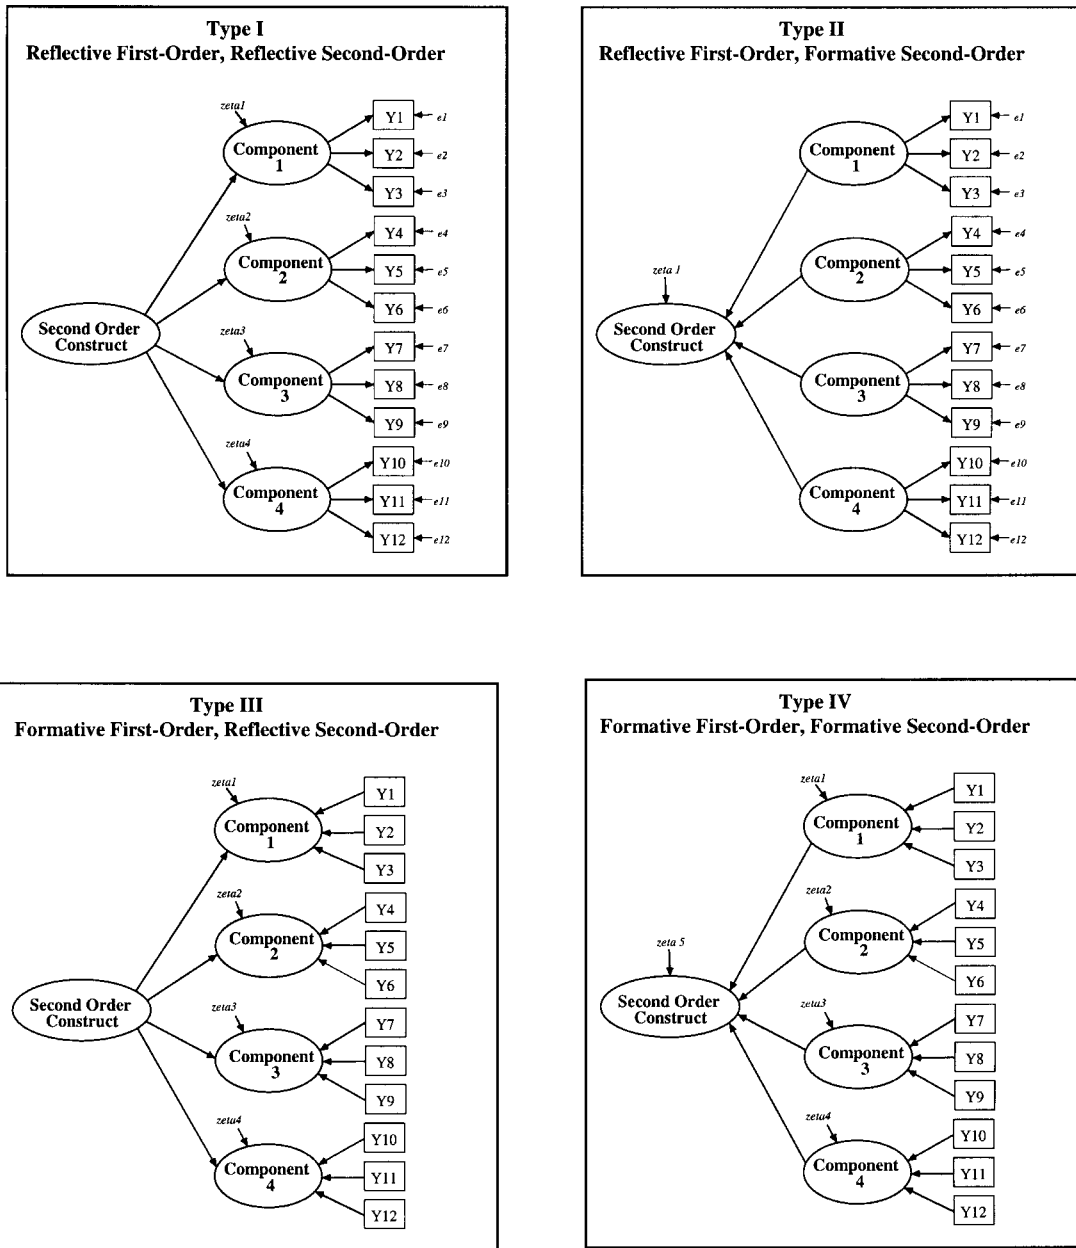 Type I
Reflective First-Order, Reflective Second-Order
zeta1
Component
1
Y1
e1
Y2
e2
Y3
e3
zeta2
Component
2
Y4
e4
Y5
e5
Y6
e6
Second Order
Construct
zeta3
Component
3
Y7
e7
Y8
e8
Y9
e9
zeta4
Component
4
Y10
e10
Y11
e11
Y12
e12
Type II
Reflective First-Order, Formative Second-Order
Component
1
Y1
e1
Y2
e2
Y3
e3
zeta 1
Component
2
Y4
e4
Y5
e5
Y6
e6
Second Order
Construct
Component
3
Y7
e7
Y8
e8
Y9
e9
Component
4
Y10
e10
Y11
e11
Y12
e12
Type III
Formative First-Order, Reflective Second-Order
zeta1
Component
1
Y1
Y2
Y3
zeta2
Component
2
Y4
Y5
Y6
Second Order
Construct
zeta3
Component
3
Y7
Y8
Y9
zeta4
Component
4
Y10
Y11
Y12
Type IV
Formative First-Order, Formative Second-Order
zeta1
Component
1
Y1
Y2
Y3
zeta2
Component
2
Y4
Y5
Y6
zeta 5
Second Order
Construct
zeta3
Component
3
Y7
Y8
Y9
zeta4
Component
4
Y10
Y11
Y12